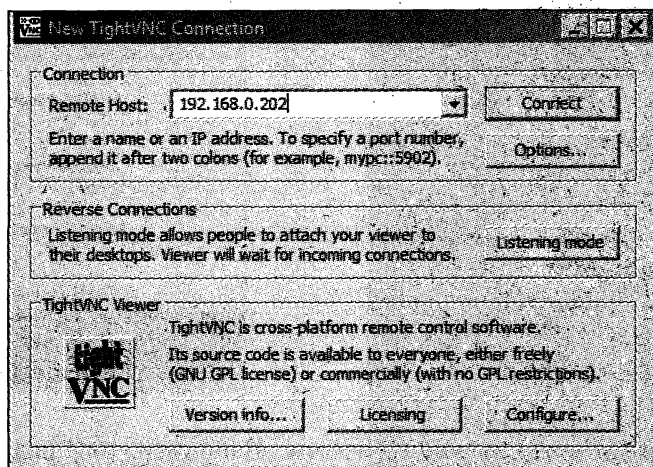 New TightVNC Connection
Connection
Remote Host: 192.168.0.202 Connect
Enter a name or an IP address. To specify a port number,
append it after two colons (for example, mypc::5902).
Options...
Reverse Connections
Listening mode allows people to attach your viewer to
their desktops. Viewer will wait for incoming connections.
Listening mode
TightVNC Viewer
tight
VNC
TightVNC is cross-platform remote control software.
Its source code is available to everyone, either freely
(GNU GPL license) or commercially (with no GPL restrictions).
Version info... Licensing Configure...